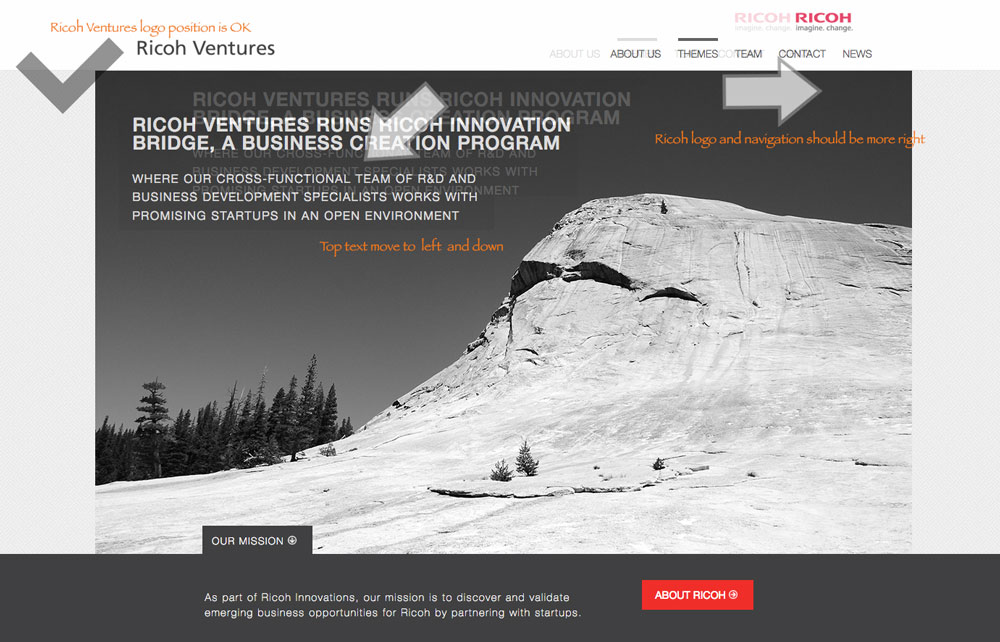 Ricoh Ventures logo position is OK
RICOH RICOH
imagine. change. imagine. change.
Ricoh Ventures
ABOUT US ABOUT US THEMES TEAM CONTACT NEWS
RICOH VENTURES RUNS RICOH INNOVATION
BRIDGE, A BUSINESS CREATION PROGRAM
WHERE OUR CROSS-FUNCTIONAL TEAM OF R&D AND
BUSINESS DEVELOPMENT SPECIALISTS WORKS WITH
PROMISING STARTUPS IN AN OPEN ENVIRONMENT
Ricoh logo and navigation should be more right
RICOH VENTURES RUNS RICOH INNOVATION
BRIDGE, A BUSINESS CREATION PROGRAM
WHERE OUR CROSS-FUNCTIONAL TEAM OF R&D AND
BUSINESS DEVELOPMENT SPECIALISTS WORKS WITH
PROMISING STARTUPS IN AN OPEN ENVIRONMENT
Top text move to left and down
OUR MISSION
As part of Ricoh Innovations, our mission is to discover and validate
emerging business opportunities for Ricoh by partnering with startups.
ABOUT RICOH